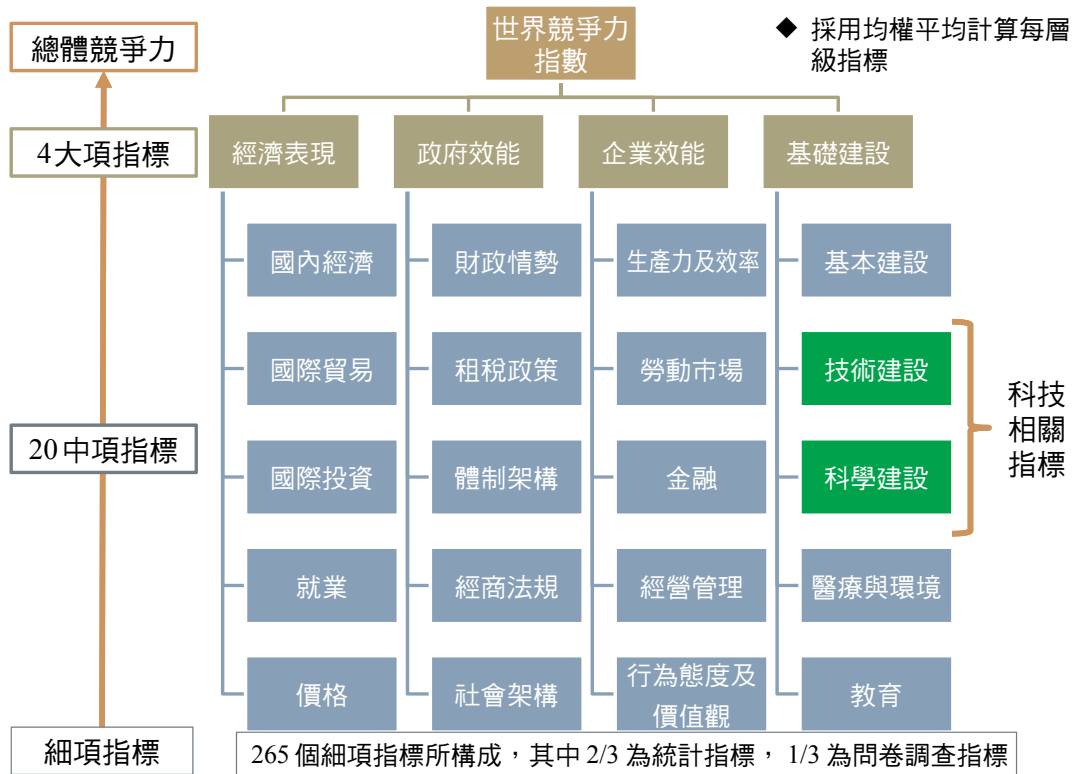 總體競爭力
世界競爭力
指數
◆ 採用均權平均計算每層
級指標
4大項指標
經濟表現
政府效能
企業效能
基礎建設
國內經濟
財政情勢
生產力及效率
基本建設
國際貿易
租稅政策
勞動市場
技術建設
20中項指標
國際投資
體制架構
金融
科學建設
科技
相關
指標
就業
經商法規
經營管理
醫療與環境
價格
社會架構
行為態度及
價值觀
教育
細項指標
265 個細項指標所構成，其中 2/3 為統計指標， 1/3 為問卷調查指標